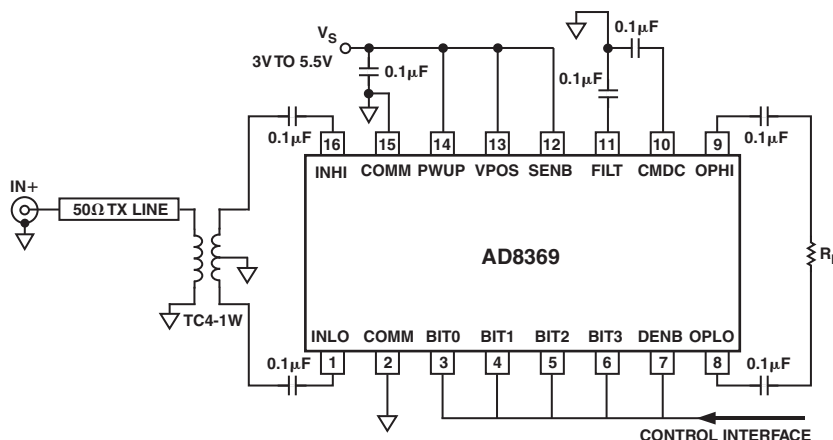 VS
3V TO 5.5V
0.1μF
0.1μF
0.1μF
0.1μF
0.1μF
16 15 14 13 12 11 10 9
INHI COMM PWUP VPOS SENB FILT CMDC OPHI
IN+
50Ω TX LINE
AD8369
TC4-1W
INLO COMM BIT0 BIT1 BIT2 BIT3 DENB OPLO
0.1μF
1 2 3 4 5 6 7 8
0.1μF
CONTROL INTERFACE